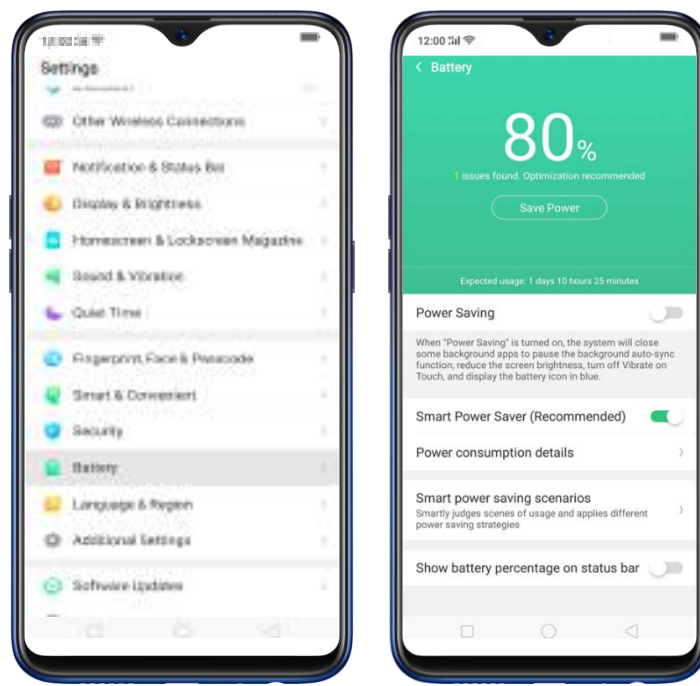 Settings
Other Wireless Connections
Notification & Status Bar
Display & Brightness
Homescreen & Lockscreen Magazine
Sound & Vibration
Quiet Time
Fingerprint, Face & Passcode
Smart & Convenient
Security
Battery
Language & Region
Additional Settings
Software Updates
12:00
Battery
80%
1 issues found. Optimization recommended
Save Power
Expected usage: 1 days 10 hours 25 minutes
Power Saving
When "Power Saving" is turned on, the system will close
some background apps to pause the background auto-sync
function, reduce the screen brightness, turn off Vibrate on
Touch, and display the battery icon in blue.
Smart Power Saver (Recommended)
Power consumption details
Smart power saving scenarios
Smartly judges scenes of usage and applies different
power saving strategies
Show battery percentage on status bar